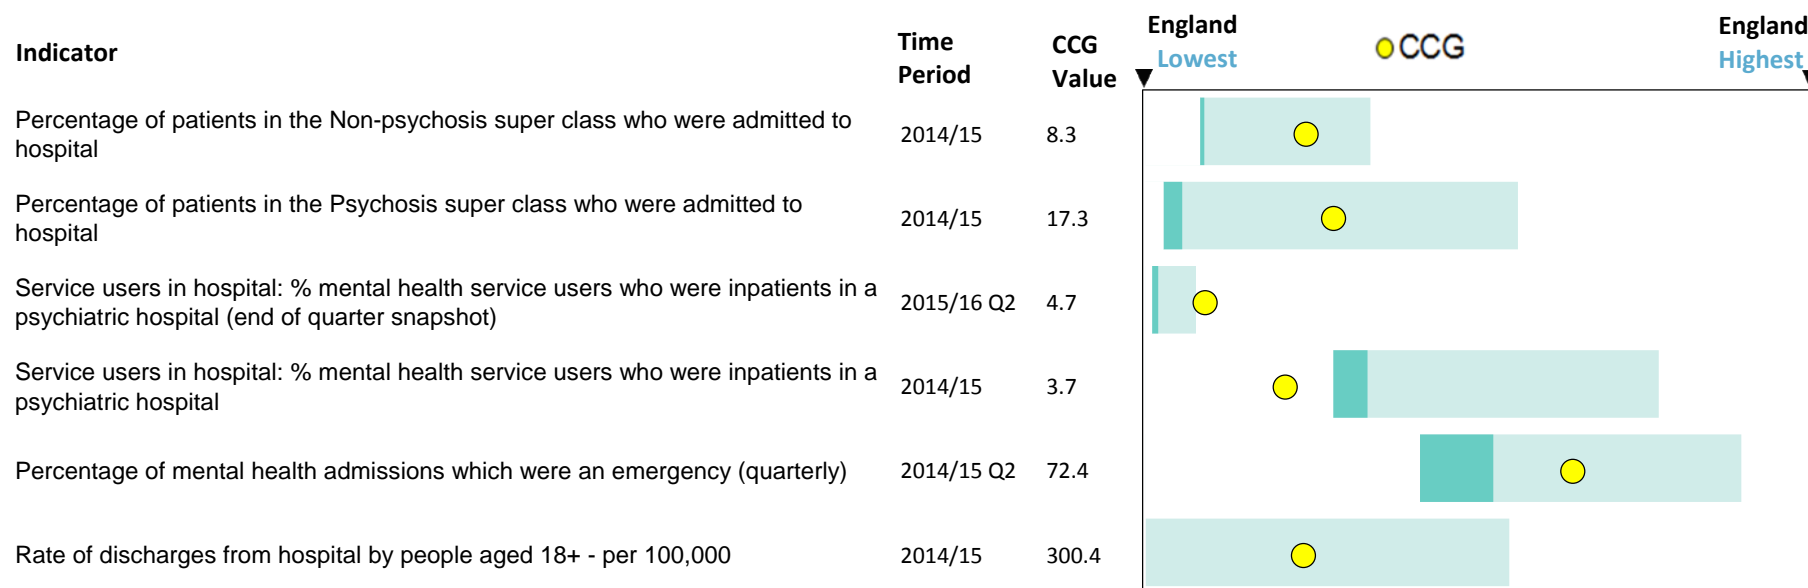 Indicator
Time Period
CCG Value
England Lowest
CCG
England Highest
Percentage of patients in the Non-psychosis super class who were admitted to
hospital
2014/15
8.3
Percentage of patients in the Psychosis super class who were admitted to
hospital
2014/15
17.3
Service users in hospital: % mental health service users who were inpatients in a
psychiatric hospital (end of quarter snapshot)
2015/16 Q2
4.7
Service users in hospital: % mental health service users who were inpatients in a
psychiatric hospital
2014/15
3.7
Percentage of mental health admissions which were an emergency (quarterly)
2014/15 Q2
72.4
Rate of discharges from hospital by people aged 18+ - per 100,000
2014/15
300.4